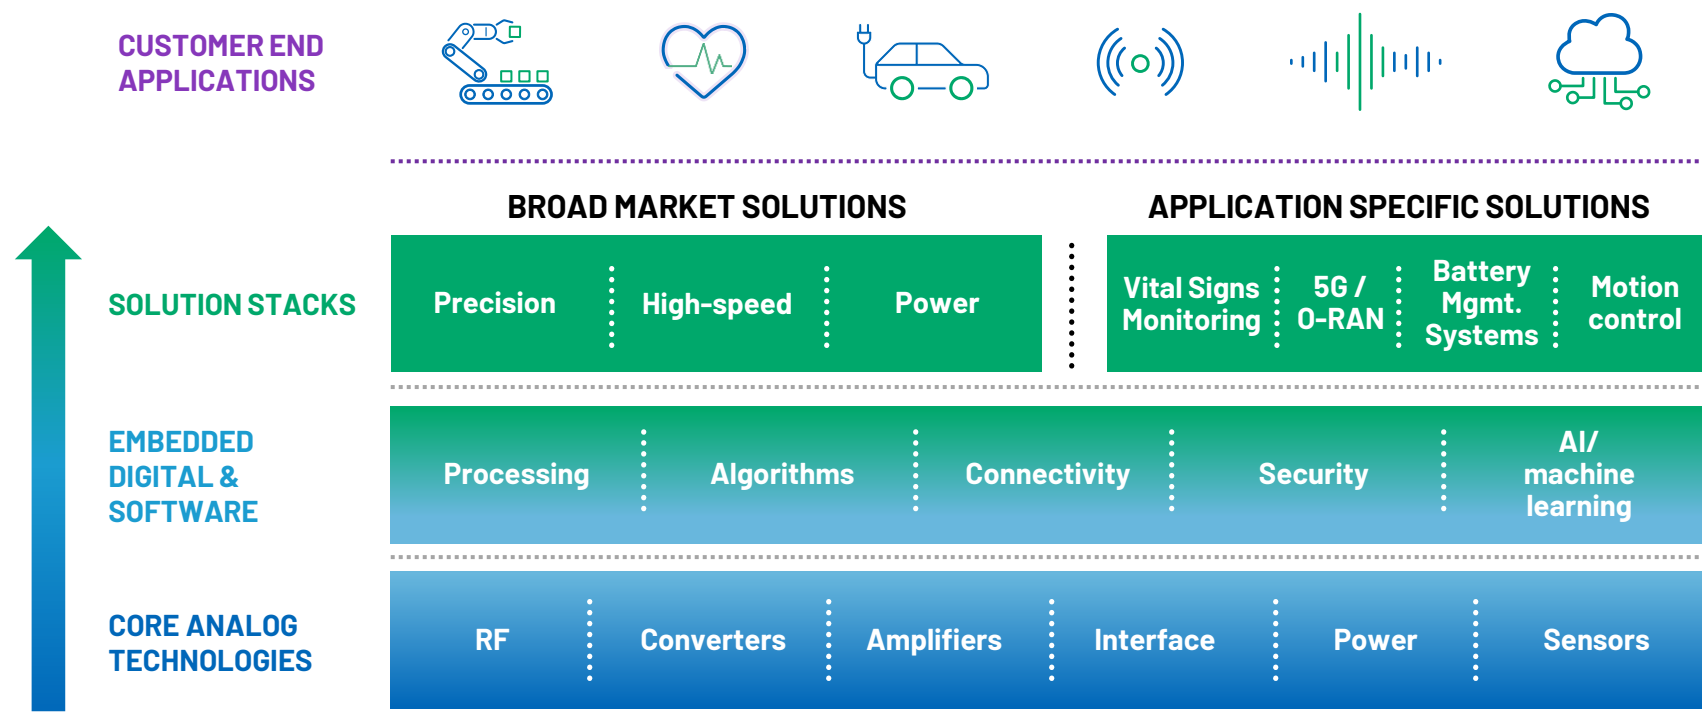 CUSTOMER END
APPLICATIONS
BROAD MARKET SOLUTIONS
APPLICATION SPECIFIC SOLUTIONS
SOLUTION STACKS
Precision
High-speed
Power
Vital Signs
Monitoring
5G /
O-RAN
Battery
Mgmt.
Systems
Motion
control
EMBEDDED
DIGITAL &
SOFTWARE
Processing
Algorithms
Connectivity
Security
AI/
machine
learning
CORE ANALOG
TECHNOLOGIES
RF
Converters
Amplifiers
Interface
Power
Sensors